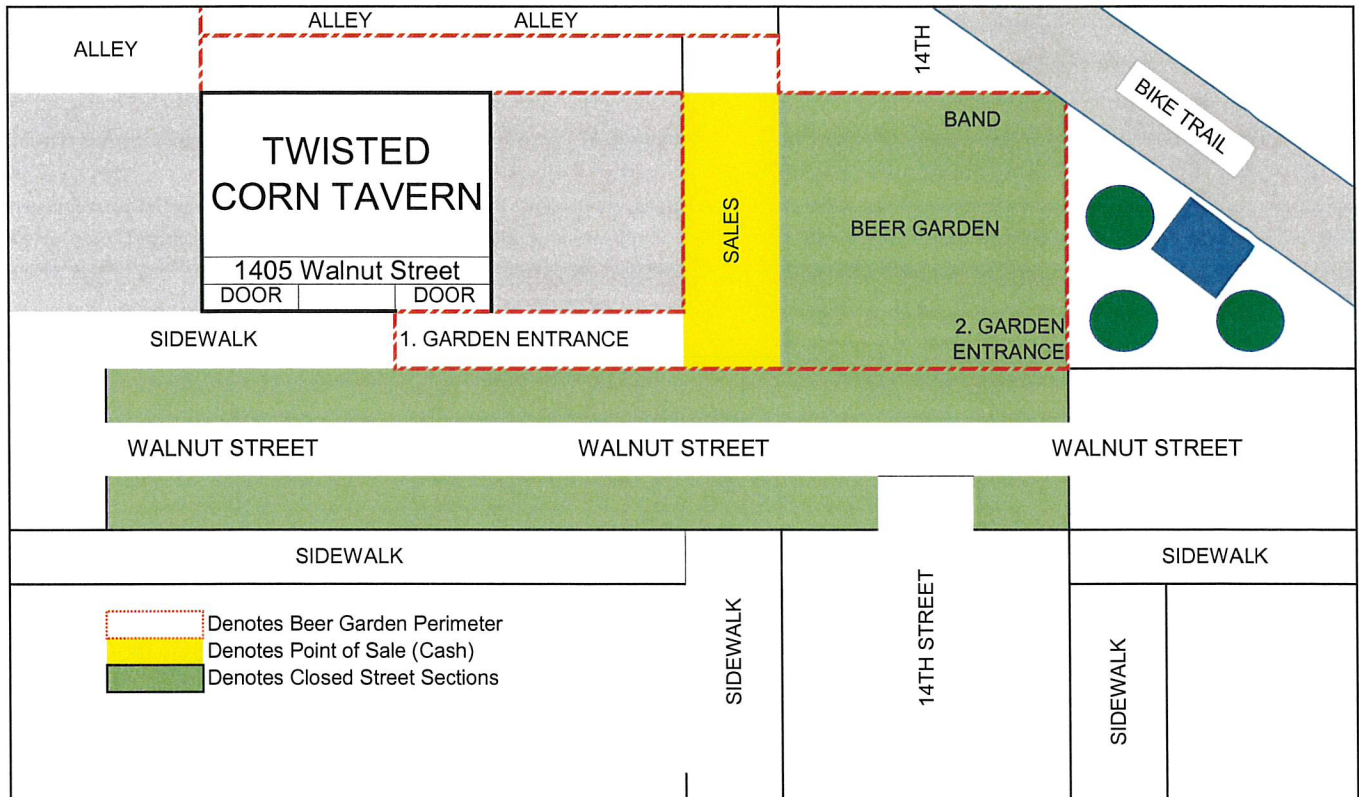 ALLEY
ALLEY
ALLEY
14TH
BIKE TRAIL
BAND
TWISTED
CORN TAVERN
SALES
BEER GARDEN
1405 Walnut Street
DOOR
DOOR
SIDEWALK
1. GARDEN ENTRANCE
2. GARDEN
ENTRANCE
WALNUT STREET
WALNUT STREET
WALNUT STREET
SIDEWALK
SIDEWALK
Denotes Beer Garden Perimeter
Denotes Point of Sale (Cash)
Denotes Closed Street Sections
SIDEWALK
14TH STREET
SIDEWALK